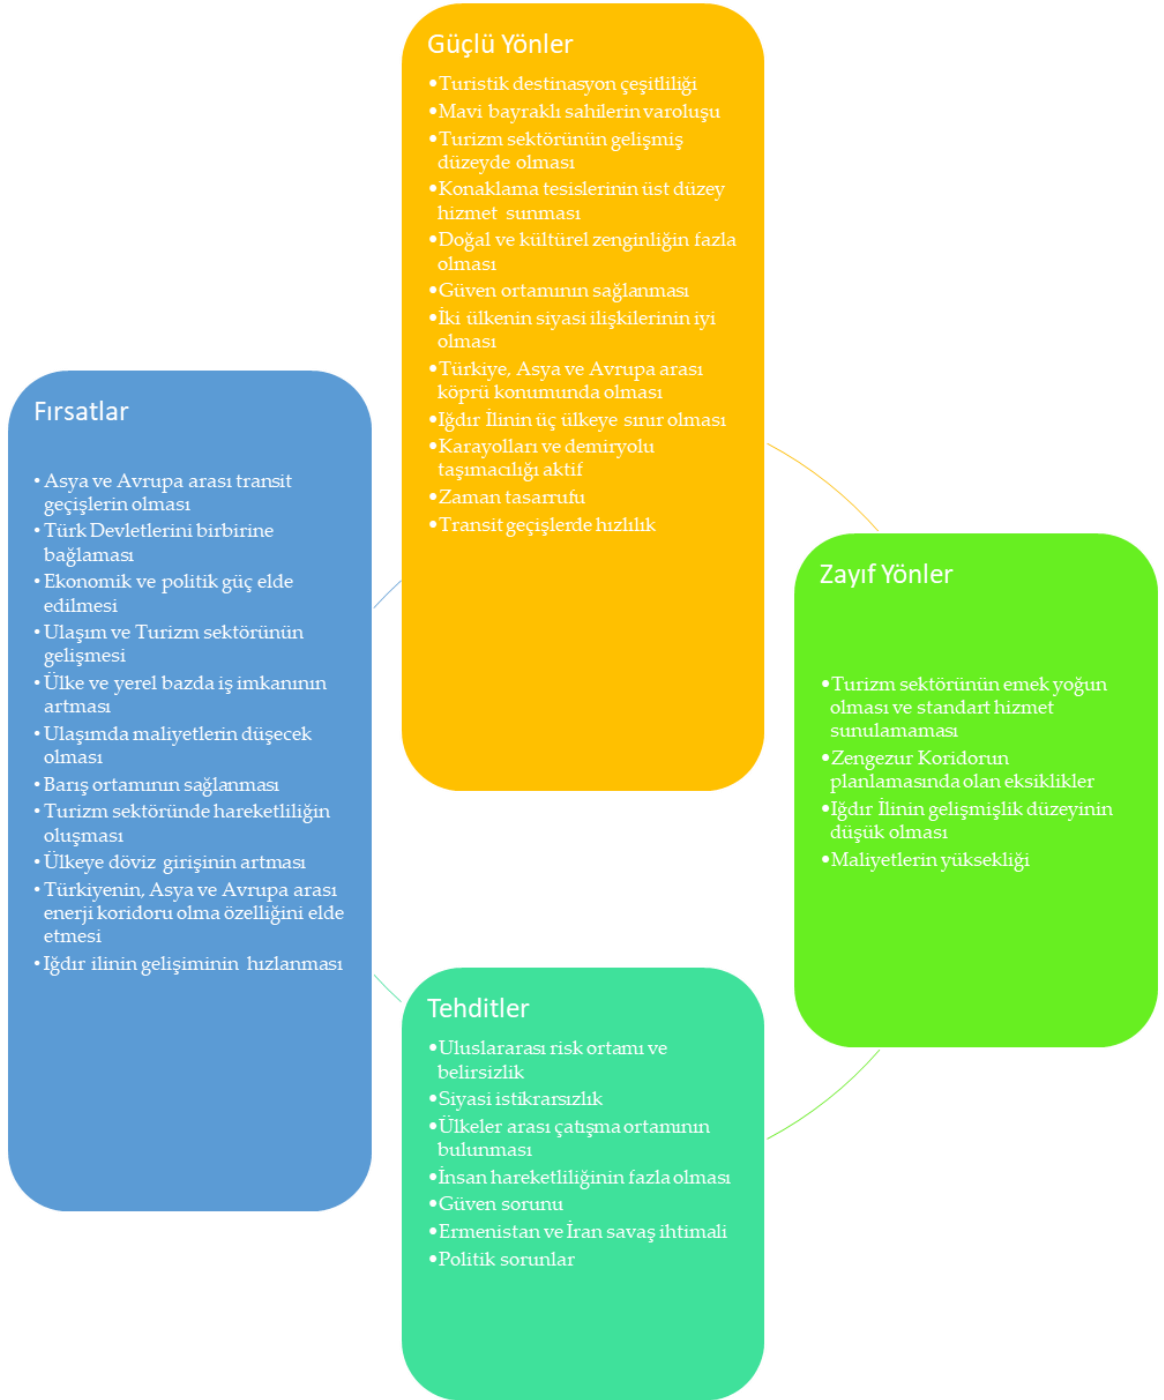 Güçlü Yönler
•Turistik destinasyon çeşitliliği
•Mavi bayraklı sahilerin varoluşu
•Turizm sektörünün gelişmiş
düzeyde olması
•Konaklama tesislerinin üst düzey
hizmet sunması
•Doğal ve kültürel zenginliğin fazla
olması
•Güven ortamının sağlanması
•İki ülkenin siyasi ilişkilerinin iyi
olması
•Türkiye, Asya ve Avrupa arası
köprü konumunda olması
•Iğdır İlinin üç ülkeye sınır olması
•Karayolları ve demiryolu
taşımacılığı aktif
•Zaman tasarrufu
•Transit geçişlerde hızlılık
Fırsatlar
• Asya ve Avrupa arası transit
geçişlerin olması
• Türk Devletlerini birbirine
bağlaması
• Ekonomik ve politik güç elde
edilmesi
• Ulaşım ve Turizm sektörünün
gelişmesi
• Ülke ve yerel bazda iş imkanının
artması
• Ulaşımda maliyetlerin düşecek
olması
• Barış ortamının sağlanması
• Turizm sektöründe hareketliliğin
oluşması
• Ülkeye döviz girişinin artması
• Türkiyenin, Asya ve Avrupa arası
enerji koridoru olma özelliğini elde
etmesi
• Iğdır ilinin gelişiminin hızlanması
Zayıf Yönler
•Turizm sektörünün emek yoğun
olması ve standart hizmet
sunulamaması
•Zengezur Koridorun
planlamasında olan eksiklikler
•Iğdır İlinin gelişmişlik düzeyinin
düşük olması
•Maliyetlerin yüksekliği
Tehditler
•Uluslararası risk ortamı ve
belirsizlik
•Siyasi istikrarsızlık
•Ülkeler arası çatışma ortamının
bulunması
•İnsan hareketliliğinin fazla olması
•Güven sorunu
•Ermenistan ve İran savaş ihtimali
•Politik sorunlar